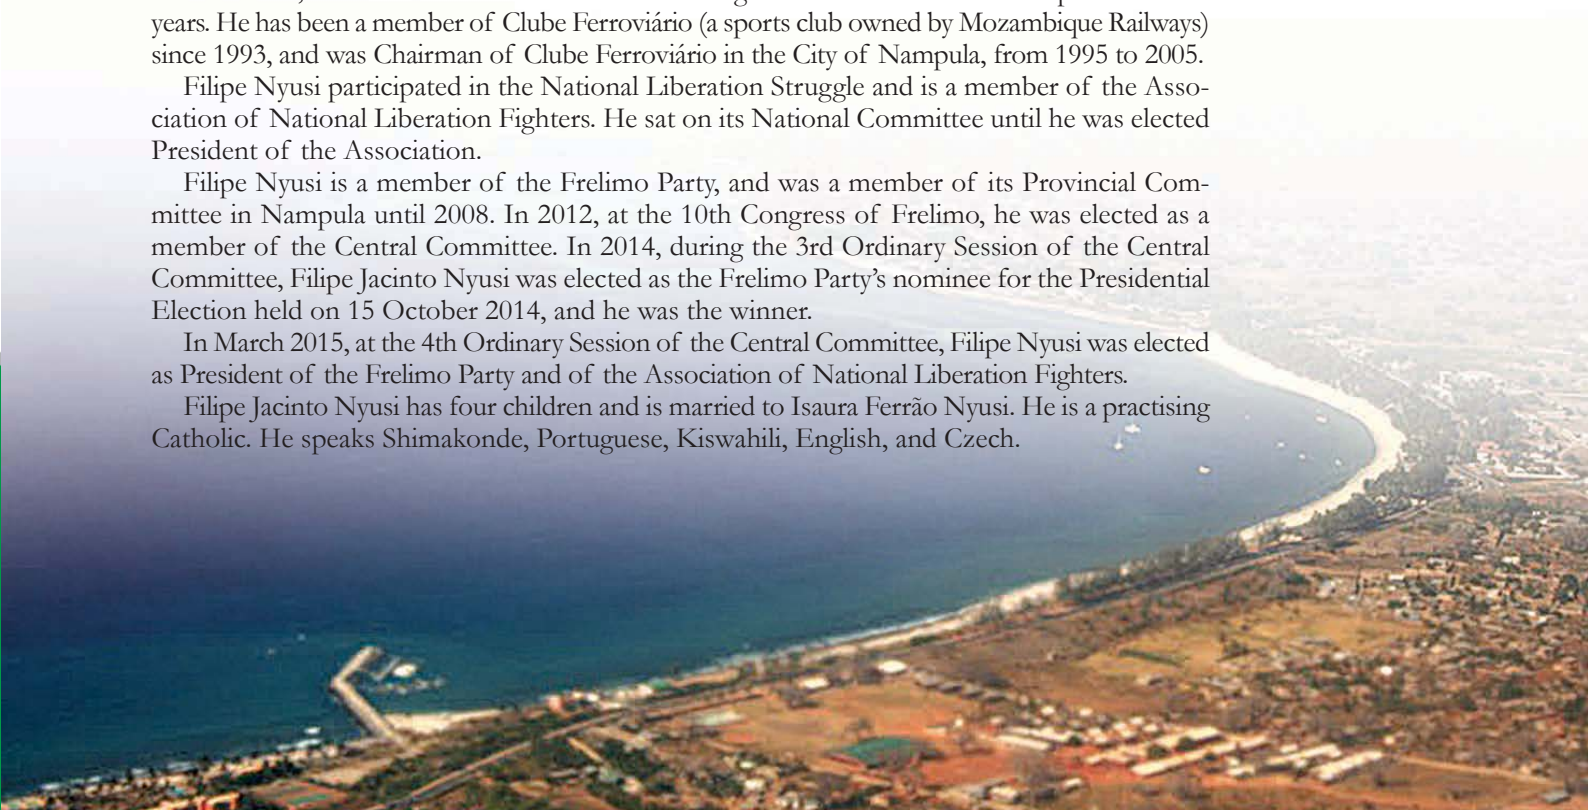 years. He has been a member of Clube Ferroviário (a sports club owned by Mozambique Railways)
since 1993, and was Chairman of Clube Ferroviário in the City of Nampula, from 1995 to 2005.
Filipe Nyusi participated in the National Liberation Struggle and is a member of the Asso-
ciation of National Liberation Fighters. He sat on its National Committee until he was elected
President of the Association.
Filipe Nyusi is a member of the Frelimo Party, and was a member of its Provincial Com-
mittee in Nampula until 2008. In 2012, at the 10th Congress of Frelimo, he was elected as a
member of the Central Committee. In 2014, during the 3rd Ordinary Session of the Central
Committee, Filipe Jacinto Nyusi was elected as the Frelimo Party’s nominee for the Presidential
Election held on 15 October 2014, and he was the winner.
In March 2015, at the 4th Ordinary Session of the Central Committee, Filipe Nyusi was elected
as President of the Frelimo Party and of the Association of National Liberation Fighters.
Filipe Jacinto Nyusi has four children and is married to Isaura Ferrão Nyusi. He is a practising
Catholic. He speaks Shimakonde, Portuguese, Kiswahili, English, and Czech.